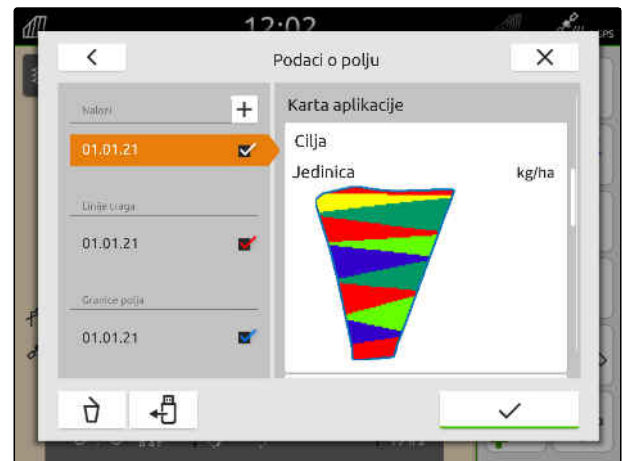 12:02
Podaci o polju
Nalozi
Karta aplikacije
01.01.21
Cilja
Jedinica kg/ha
Linije traga
01.01.21
Granice polja
01.01.21